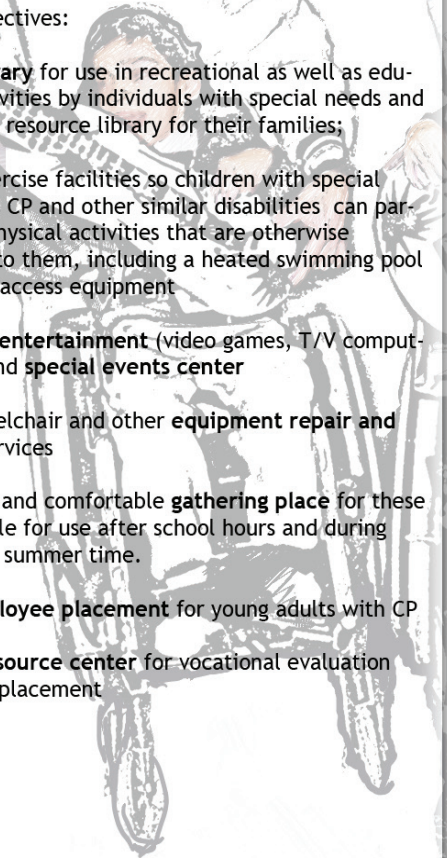 ectives:
ary for use in recreational as well as edu-
vities by individuals with special needs and
resource library for their families;
ercise facilities so children with special
CP and other similar disabilities can par-
hysical activities that are otherwise
to them, including a heated swimming pool
access equipment
entertainment (video games, T/V comput-
nd special events center
elchair and other equipment repair and
rvices
and comfortable gathering place for these
le for use after school hours and during
summer time.
loyee placement for young adults with CP
source center for vocational evaluation
placement